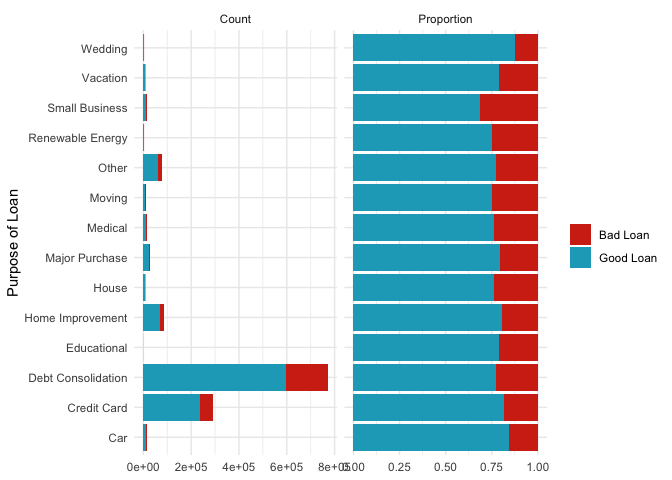 Count
Proportion
Purpose of Loan
Wedding
Vacation
Small Business
Renewable Energy
Other
Moving
Medical
Major Purchase
House
Home Improvement
Educational
Debt Consolidation
Credit Card
Car
Bad Loan
Good Loan
0e+00 2e+05 4e+05 6e+05 8e+05
0.00 0.25 0.50 0.75 1.00